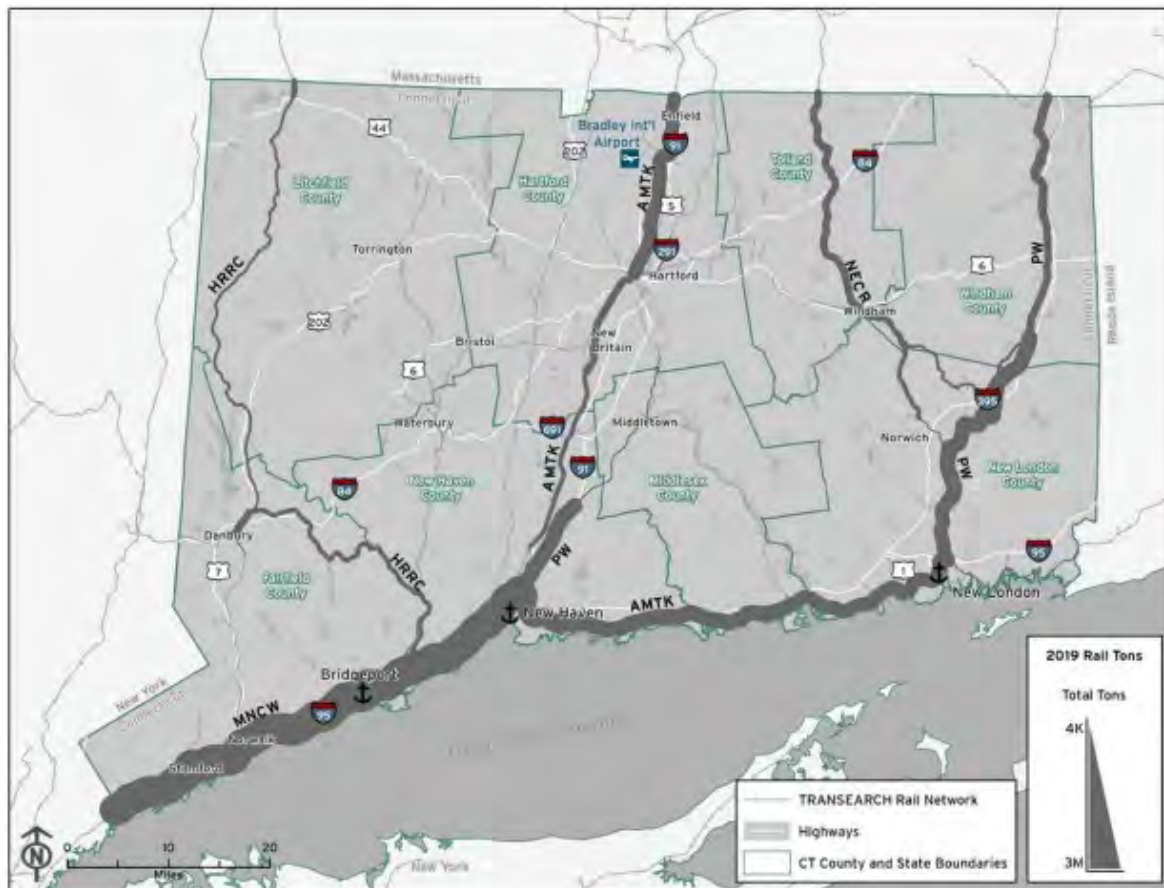 Massachusetts
Connecticut
Enfield
Bradley Int'l
Airport
44
202
91
Tolland
County
84
Litchfield
County
Hartford
County
AMTK
5
PW
Torrington
291
HRRC
Hartford
NECR
6
Windham
County
Connecticut
Rhode Island
Windham
202
New
Britain
Bristol
6
395
Waterbury
691
Middletown
Norwich
AMTK
91
PW
New London
County
84
New Haven
County
Middlesex
County
Danbury
7
HRRC
PW
95
Fairfield
County
1
New London
New Haven
AMTK
Bridgeport
New York
Connecticut
MNCW
95
Norwalk
Stamford
2019 Rail Tons
Total Tons
4K
3M
TRANSEARCH Rail Network
Highways
CT County and State Boundaries
N
0 10 20
Miles
New York